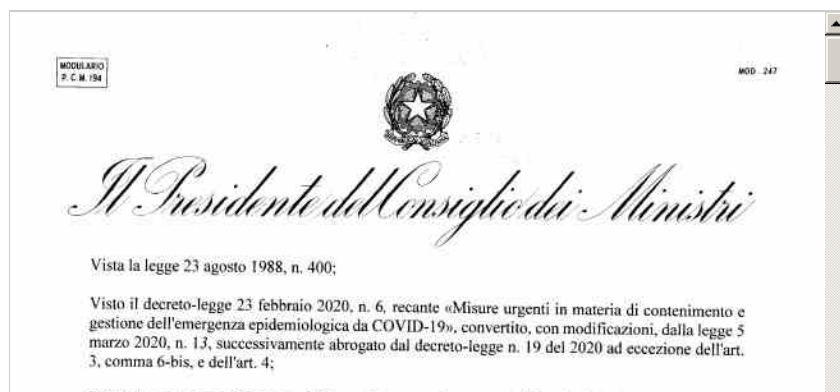 MODULARIO
P. C. M. 194
MOD. 247
Il Presidente del Consiglio dei Ministri
Vista la legge 23 agosto 1988, n. 400;
Visto il decreto-legge 23 febbraio 2020, n. 6, recante «Misure urgenti in materia di contenimento e
gestione dell'emergenza epidemiologica da COVID-19», convertito, con modificazioni, dalla legge 5
marzo 2020, n. 13, successivamente abrogato dal decreto-legge n. 19 del 2020 ad eccezione dell'art.
3, comma 6-bis, e dell'art. 4;